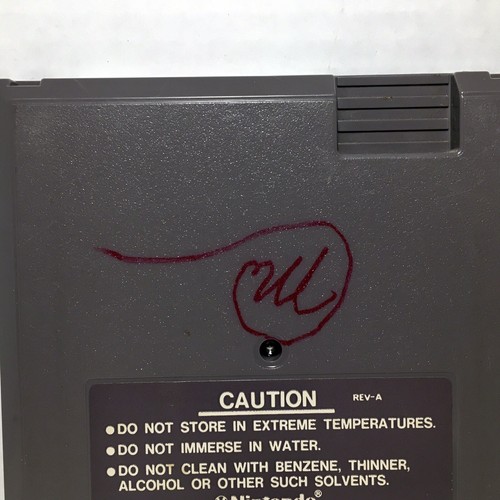 CAUTION REV-A
●DO NOT STORE IN EXTREME TEMPERATURES.
●DO NOT IMMERSE IN WATER.
●DO NOT CLEAN WITH BENZENE, THINNER,
ALCOHOL OR OTHER SUCH SOLVENTS.
Nintendo®